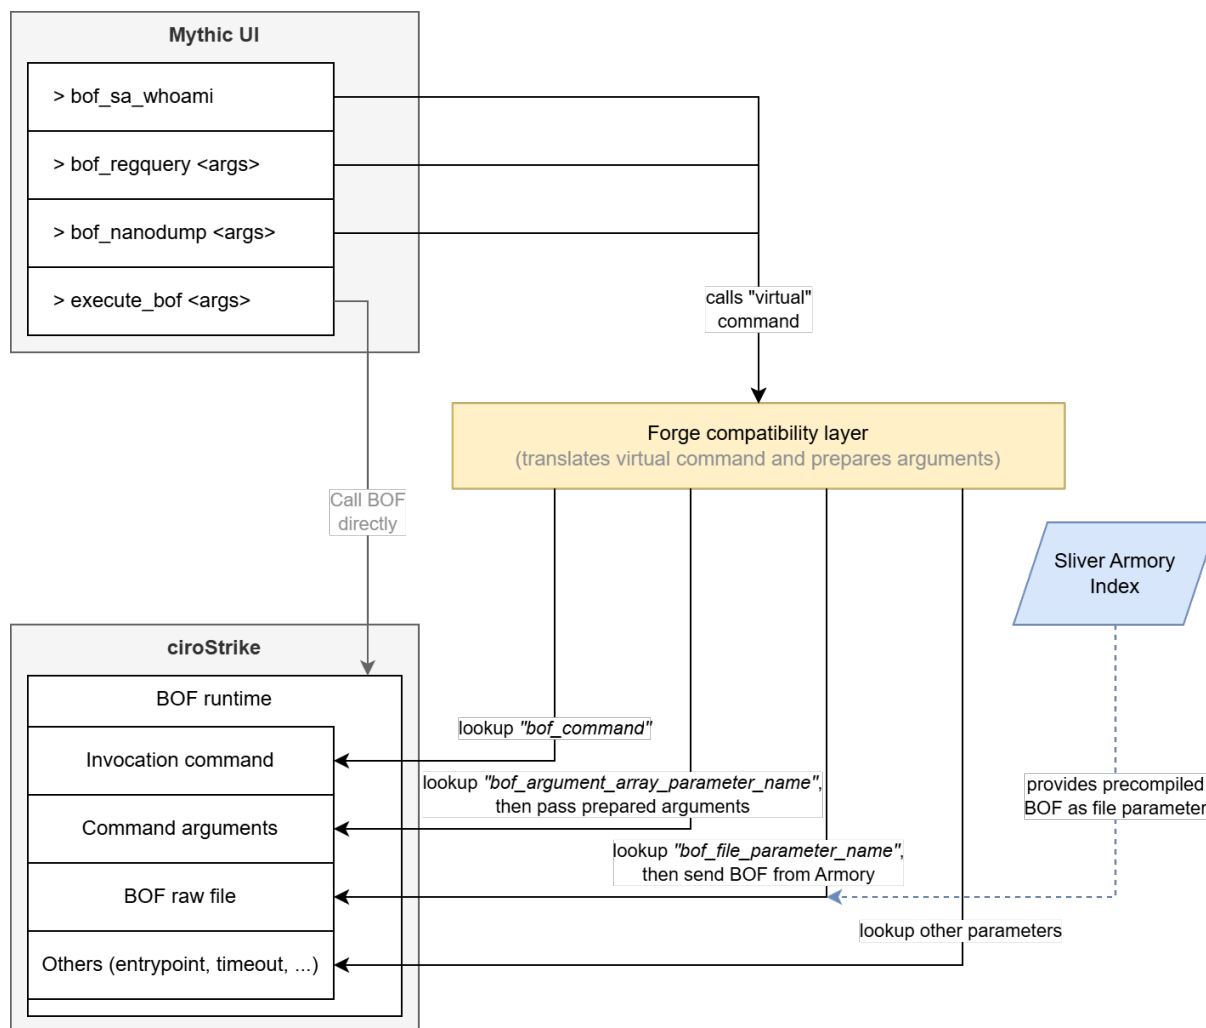 Mythic UI
> bof_sa_whoami
> bof_regquery <args>
> bof_nanodump <args>
> execute_bof <args>
calls "virtual"
command
Forge compatibility layer
(translates virtual command and prepares arguments)
Call BOF
directly
Sliver Armory
Index
ciroStrike
BOF runtime
lookup "bof_command"
Invocation command
lookup "bof_argument_array_parameter_name",
then pass prepared arguments
provides precompiled
BOF as file parameter
Command arguments
lookup "bof_file_parameter_name",
then send BOF from Armory
BOF raw file
lookup other parameters
Others (entrypoint, timeout, ...)